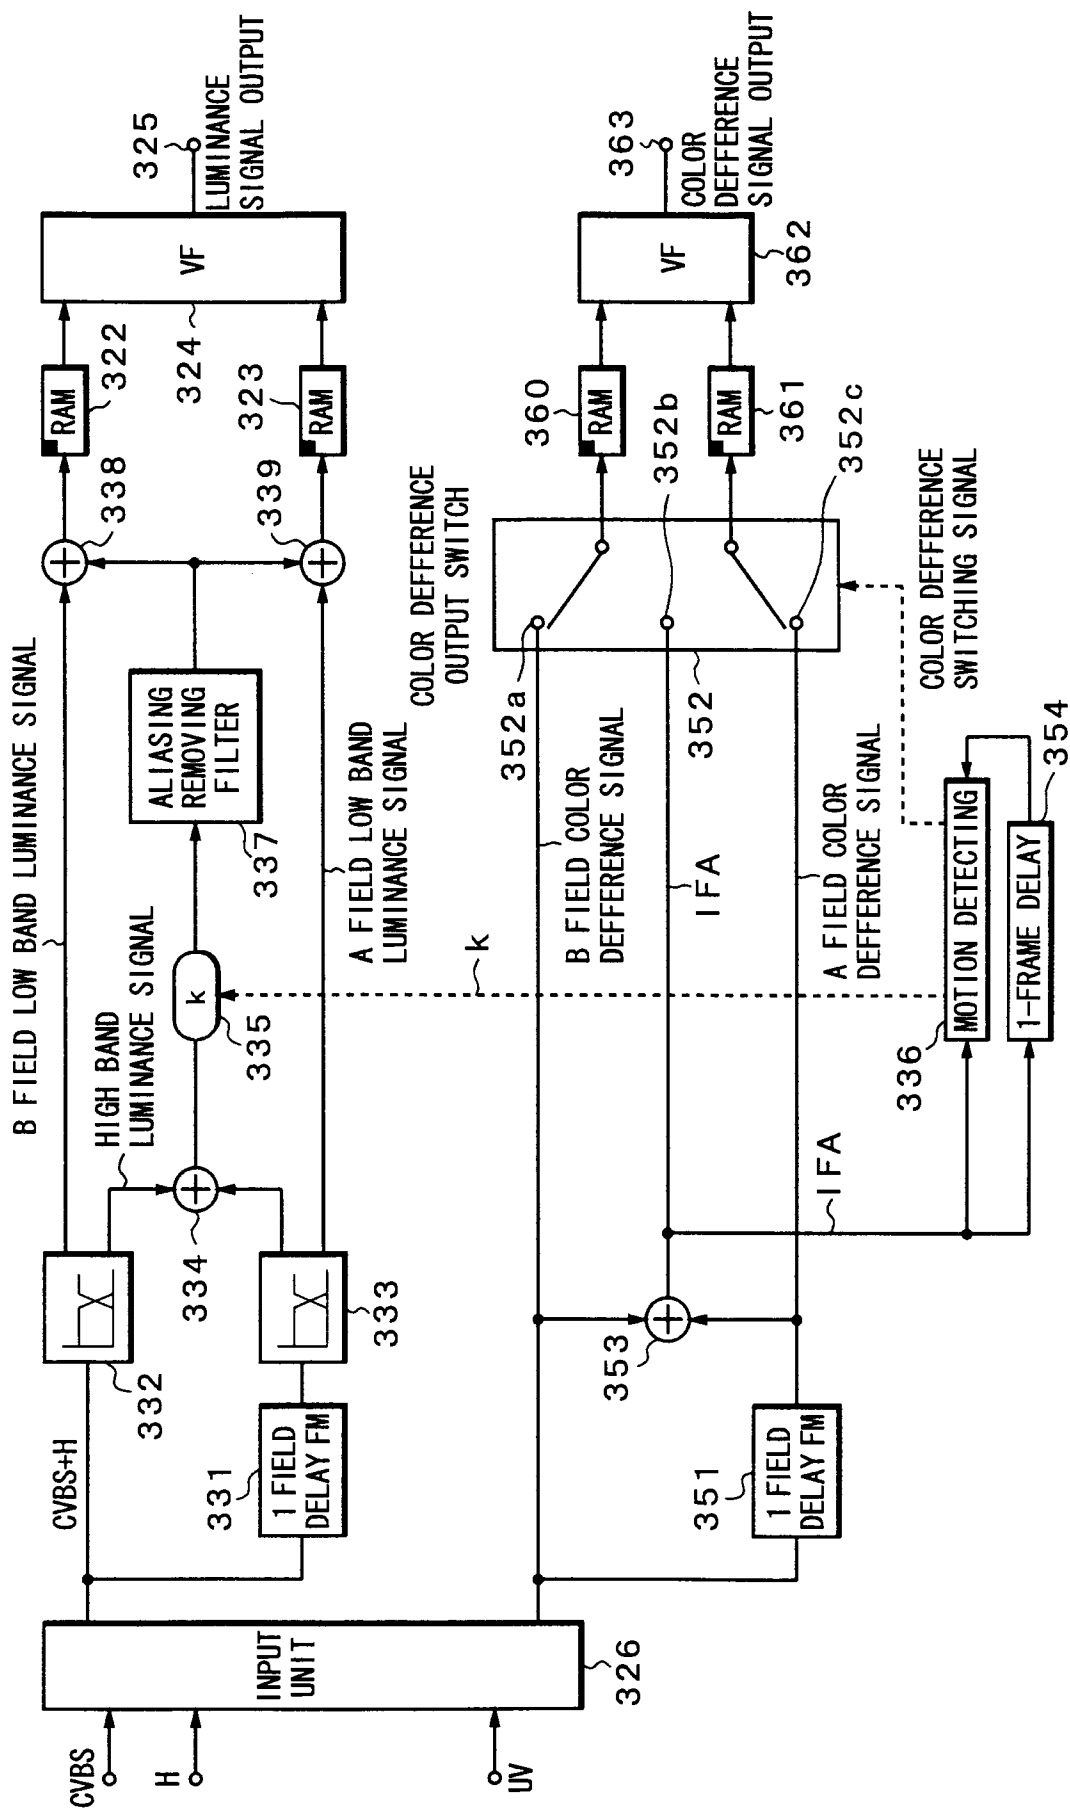 CVBS
H
UV
INPUT
UNIT
326
CVBS+H
332
331
1 FIELD
DELAY FM
333
334
HIGH BAND
LUMINANCE SIGNAL
B FIELD LOW BAND LUMINANCE SIGNAL
k
335
ALIASING
REMOVING
FILTER
337
A FIELD LOW BAND
LUMINANCE SIGNAL
338
339
RAM
322
RAM
323
VF
324
325
LUMINANCE
SIGNAL OUTPUT
351
1 FIELD
DELAY FM
353
IFA
IFA
k
B FIELD COLOR
DEFFERENCE SIGNAL
A FIELD COLOR
DEFFERENCE SIGNAL
336
MOTION DETECTING
1-FRAME DELAY
354
COLOR DEFFERENCE
OUTPUT SWITCH
352a
352
352b
352c
COLOR DEFFERENCE
SWITCHING SIGNAL
360
RAM
RAM
361
VF
362
363
COLOR
DEFFERENCE
SIGNAL OUTPUT